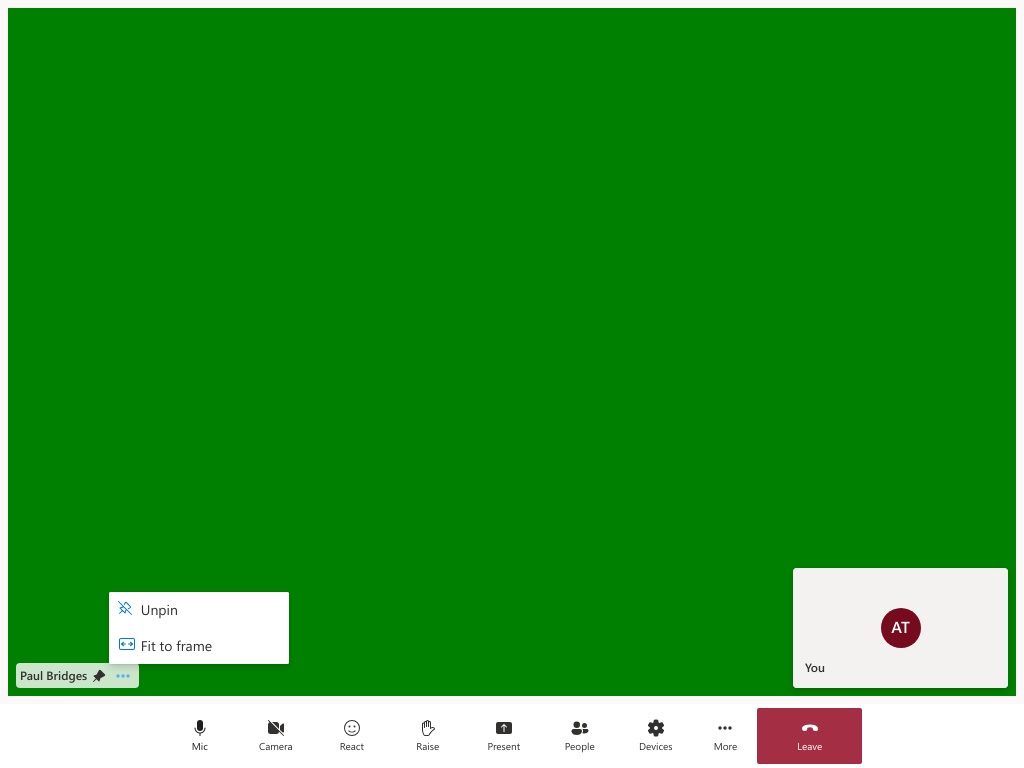 Unpin
Fit to frame
Paul Bridges
AT
You
Mic
Camera
React
Raise
Present
People
Devices
More
Leave